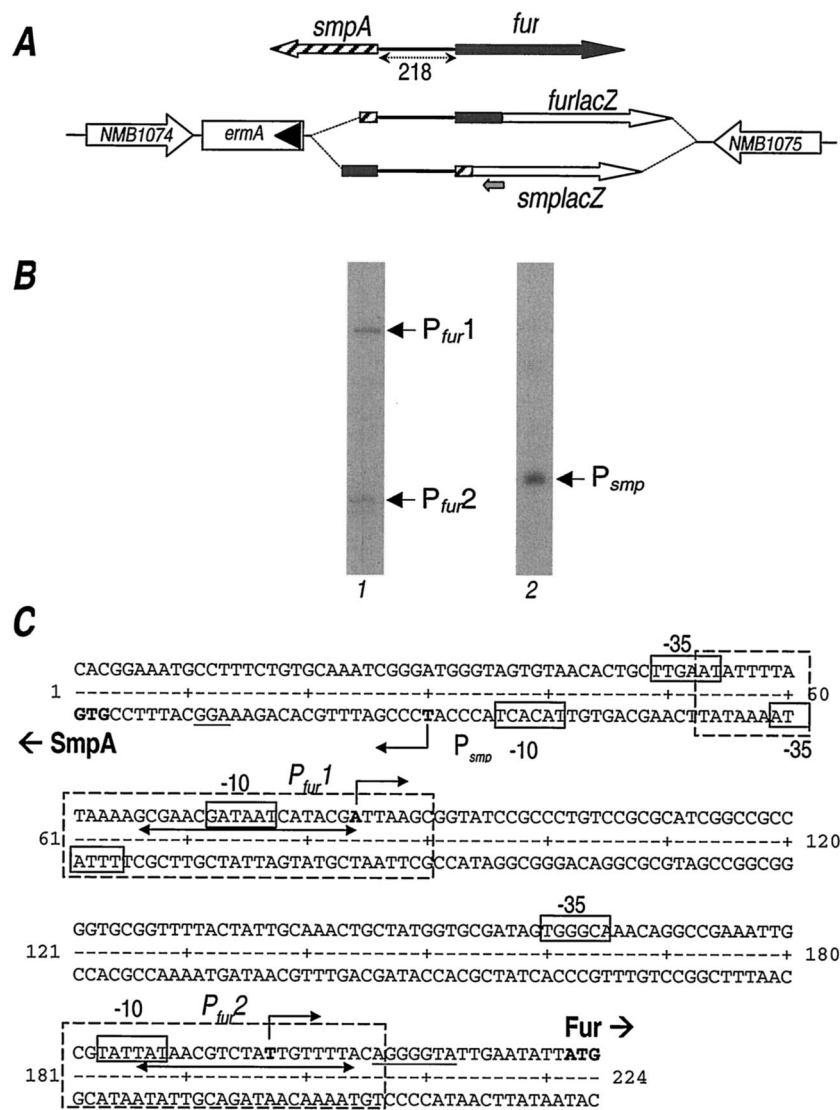 A
smpA fur
218
furlacZ
NMB1074 ermA NMB1075
smplacZ
B
Pfur1
Pfur2
Psmp
1 2
C
-35
CACGGAAATGCCTTTCTGTGCAAATCGGGATGGGTAGTGTAACACTGCTTGAATATTTTA
1 ---------+---------+---------+---------+---------+---------+ 60
GTGCCTTTACGGAAAGACACGTTTAGCCCTACCCATCACATTGTGACGAACTTATAAAAT
← SmpA Psmp -10 -35
-10 Pfur1
TAAAAGCGAACGATAATCATACGATTAAGCGGTATCCGCCCTGTCCGCGCATCGGCCGCC
61 ---------+---------+---------+---------+---------+---------+ 120
ATTTTCGCTTGCTATTAGTATGCTAATTCGCCATAGGCGGGACAGGCGCGTAGCCGGCGG
-35
GGTGCGGTTTTACTATTGCAAACTGCTATGGTGCGATAGTGGGCAAACAGGCCGAAATTG
121 ---------+---------+---------+---------+---------+---------+ 180
CCACGCCAAAATGATAACGTTTGACGATACCACGCTATCACCCGTTTGTCCGGCTTTAAC
-10 Pfur2 Fur →
CGTATTATAACGTCTATTGTTTTACAGGGGTATTGAATATTATG
181 ---------+---------+---------+---------+---- 224
GCATAATATTGCAGATAACAAAATGTCCCCATAACTTATAATAC